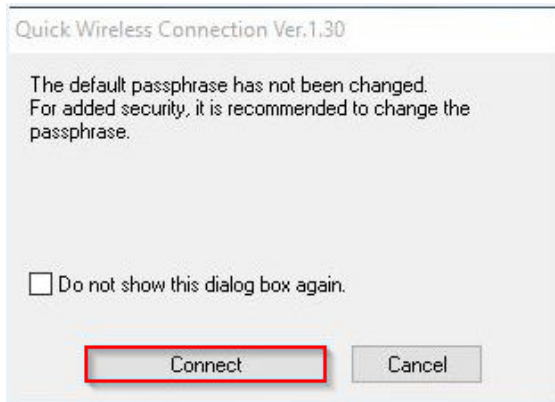 Quick Wireless Connection Ver.1.30
The default passphrase has not been changed.
For added security, it is recommended to change the
passphrase.
Do not show this dialog box again.
Connect
Cancel